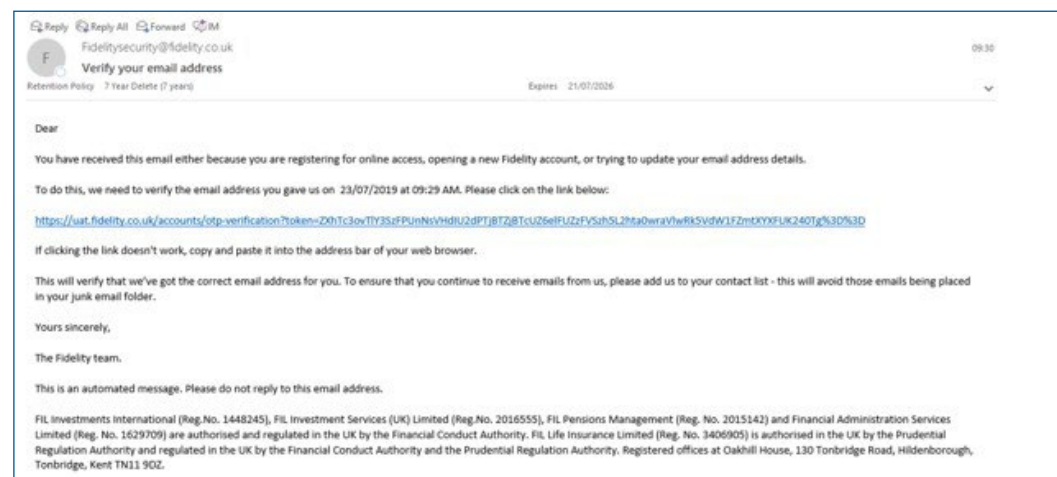 Reply Reply All Forward IM
F
Fidelitysecurity@fidelity.co.uk
09:30
Verify your email address
Retention Policy 7 Year Delete (7 years) Expires 21/07/2026
Dear
You have received this email either because you are registering for online access, opening a new Fidelity account, or trying to update your email address details.
To do this, we need to verify the email address you gave us on 23/07/2019 at 09:29 AM. Please click on the link below:
If clicking the link doesn't work, copy and paste it into the address bar of your web browser.
This will verify that we've got the correct email address for you. To ensure that you continue to receive emails from us, please add us to your contact list - this will avoid those emails being placed
in your junk email folder.
Yours sincerely,
The Fidelity team.
This is an automated message. Please do not reply to this email address.
FIL Investments International (Reg.No. 1448245), FIL Investment Services (UK) Limited (Reg.No. 2016555), FIL Pensions Management (Reg. No. 2015142) and Financial Administration Services
Limited (Reg. No. 1629709) are authorised and regulated in the UK by the Financial Conduct Authority. FIL Life Insurance Limited (Reg. No. 3406905) is authorised in the UK by the Prudential
Regulation Authority and regulated in the UK by the Financial Conduct Authority and the Prudential Regulation Authority. Registered offices at Oakhill House, 130 Tonbridge Road, Hildenborough,
Tonbridge, Kent TN11 9DZ.